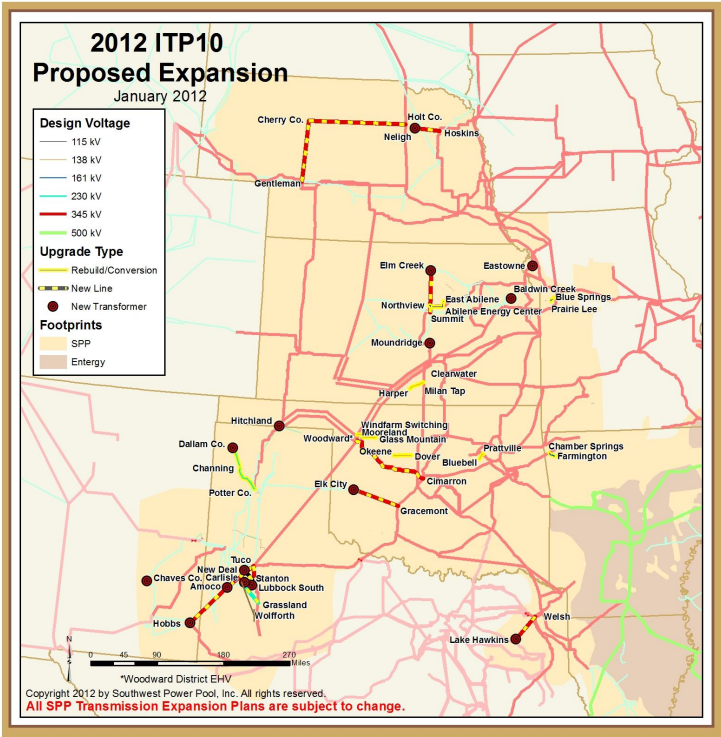 2012 ITP10
Proposed Expansion
January 2012
Design Voltage
115 kV
138 kV
161 kV
230 kV
345 kV
500 kV
Upgrade Type
Rebuild/Conversion
New Line
New Transformer
Footprints
SPP
Entergy
Cherry Co.
Holt Co.
Neligh
Hoskins
Gentleman
Elm Creek
Eastowne
Baldwin Creek
Northview
East Abilene
Blue Springs
Abilene Energy Center
Prairie Lee
Summit
Moundridge
Clearwater
Harper
Milan Tap
Hitchland
Windfarm Switching
Mooreland
Woodward*
Glass Mountain
Dallam Co.
Okeene
Dover
Prattville
Chamber Springs
Bluebell
Farmington
Channing
Cimarron
Potter Co.
Elk City
Gracemont
Tuco
New Deal
Chaves Co.
Carlisle
Stanton
Amoco
Lubbock South
Grassland
Wolfforth
Hobbs
Welsh
Lake Hawkins
N
0 45 90 180 270
Miles
*Woodward District EHV
Copyright 2012 by Southwest Power Pool, Inc. All rights reserved.
All SPP Transmission Expansion Plans are subject to change.